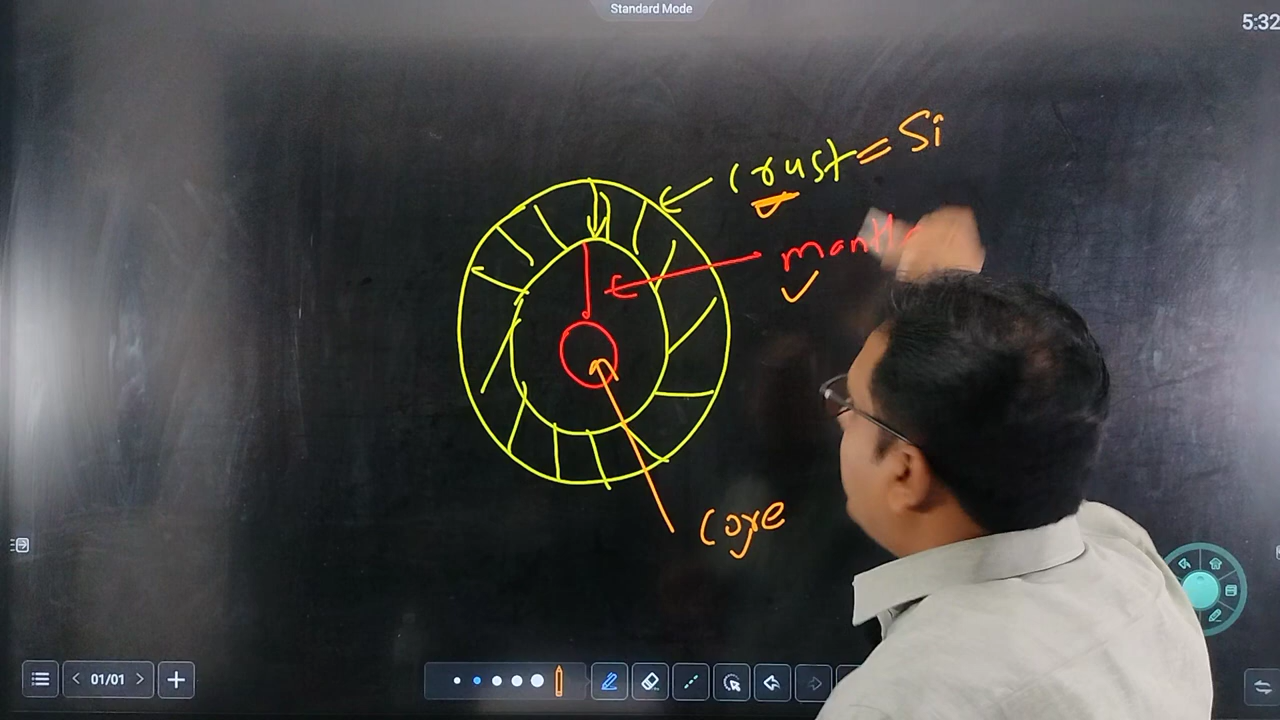 Standard Mode
5:32
Crust = Si
Core
01/01